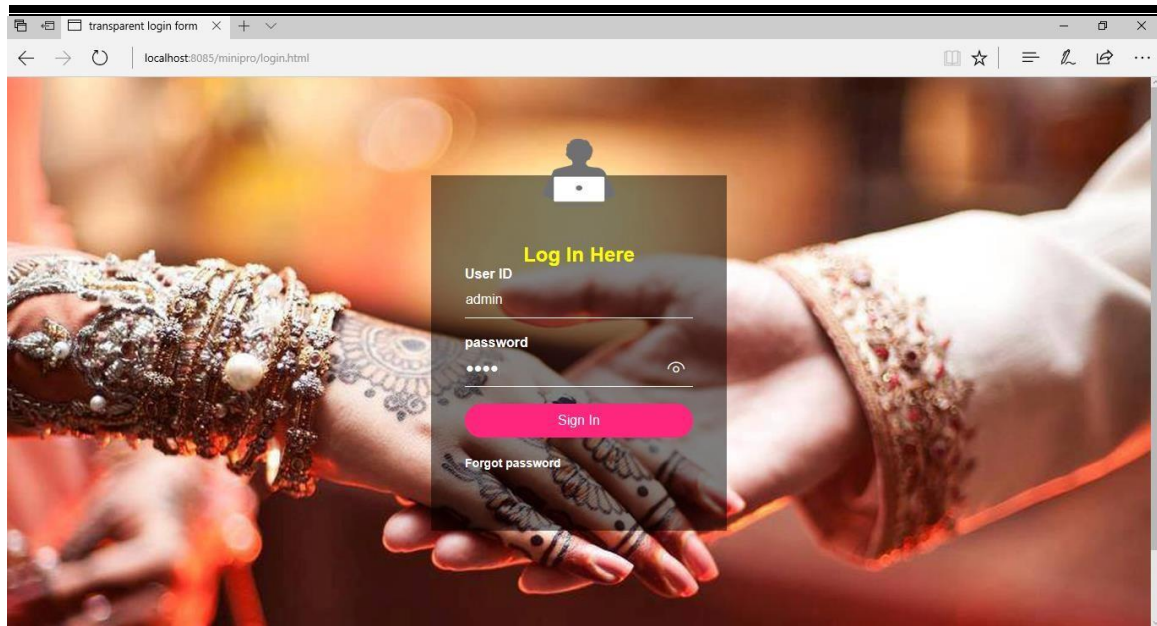 transparent login form
localhost:8085/minipro/login.html
Log In Here
User ID
admin
password
Sign In
Forgot password